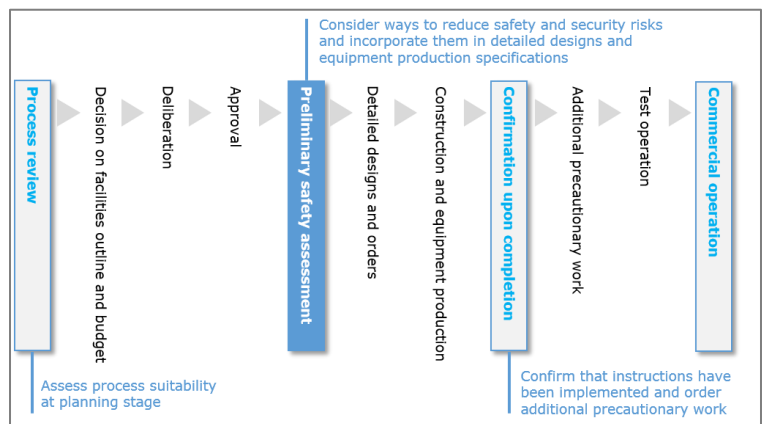 Consider ways to reduce safety and security risks
and incorporate them in detailed designs and
equipment production specifications
Process review
Decision on facilities outline and budget
Deliberation
Approval
Preliminary safety assessment
Detailed designs and orders
Construction and equipment production
Confirmation upon completion
Additional precautionary work
Test operation
Commercial operation
Assess process suitability
at planning stage
Confirm that instructions have
been implemented and order
additional precautionary work